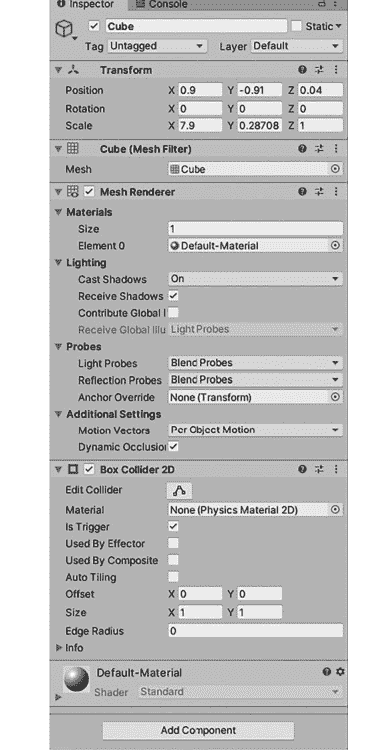 Inspector
Console
Cube
Static
Tag Untagged Layer Default
Transform
Position X 0.9 Y -0.91 Z 0.04
Rotation X 0 Y 0 Z 0
Scale X 7.9 Y 0.28708 Z 1
Cube (Mesh Filter)
Mesh Cube
Mesh Renderer
Materials
Size 1
Element 0 Default-Material
Lighting
Cast Shadows On
Receive Shadows
Contribute Global I
Receive Global Illu Light Probes
Probes
Light Probes Blend Probes
Reflection Probes Blend Probes
Anchor Override None (Transform)
Additional Settings
Motion Vectors Per Object Motion
Dynamic Occlusion
Box Collider 2D
Edit Collider
Material None (Physics Material 2D)
Is Trigger
Used By Effector
Used By Composite
Auto Tiling
Offset X 0 Y 0
Size X 1 Y 1
Edge Radius 0
Info
Default-Material
Shader Standard
Add Component